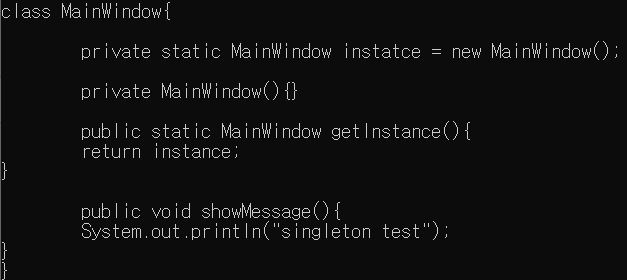 class MainWindow{
private static MainWindow instatce = new MainWindow();
private MainWindow(){}
public static MainWindow getInstance(){
return instance;
}
public void showMessage(){
System.out.println("singleton test");
}
}